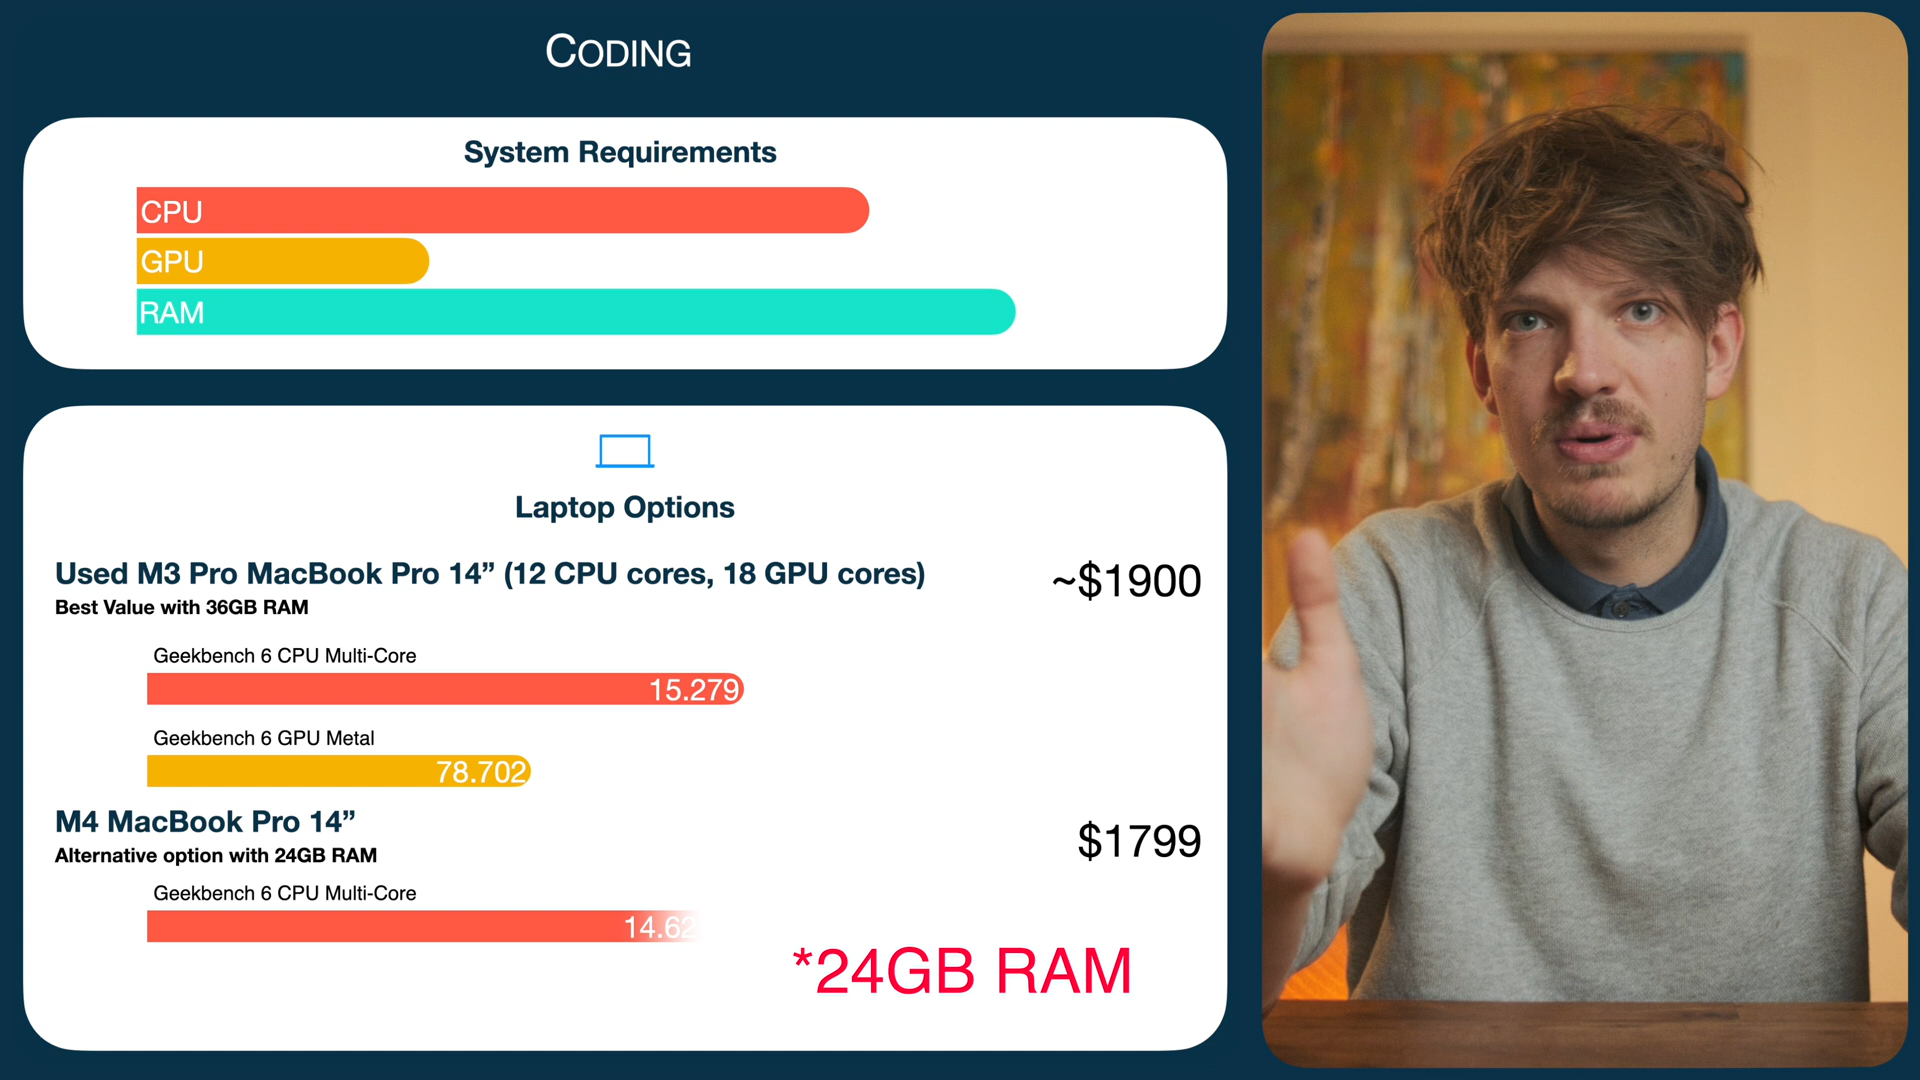 CODING
System Requirements
CPU
GPU
RAM
Laptop Options
Used M3 Pro MacBook Pro 14” (12 CPU cores, 18 GPU cores)
~$1900
Best Value with 36GB RAM
Geekbench 6 CPU Multi-Core
15.279
Geekbench 6 GPU Metal
78.702
M4 MacBook Pro 14”
$1799
Alternative option with 24GB RAM
Geekbench 6 CPU Multi-Core
14.62
*24GB RAM